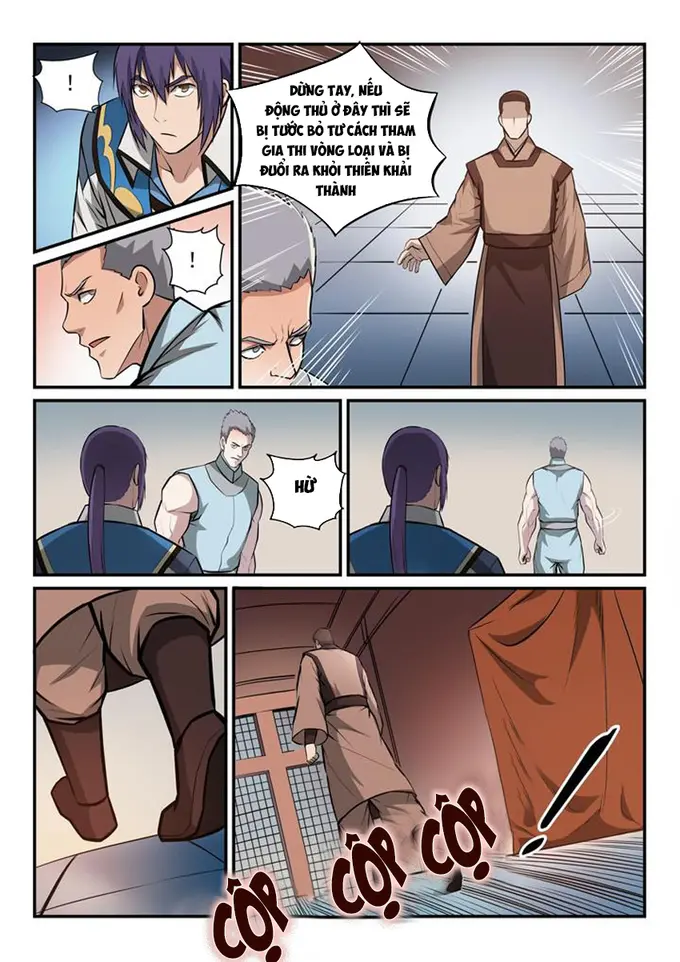 !
DỪNG TAY, NẾU
ĐỘNG THỦ Ở ĐÂY THÌ SẼ
BỊ TƯỚC BỎ TƯ CÁCH THAM
GIA THI VÒNG LOẠI VÀ BỊ
ĐUỔI RA KHỎI THIÊN KHẢI
THÀNH
!
HỪ
CỘP
CỘP
CỘP